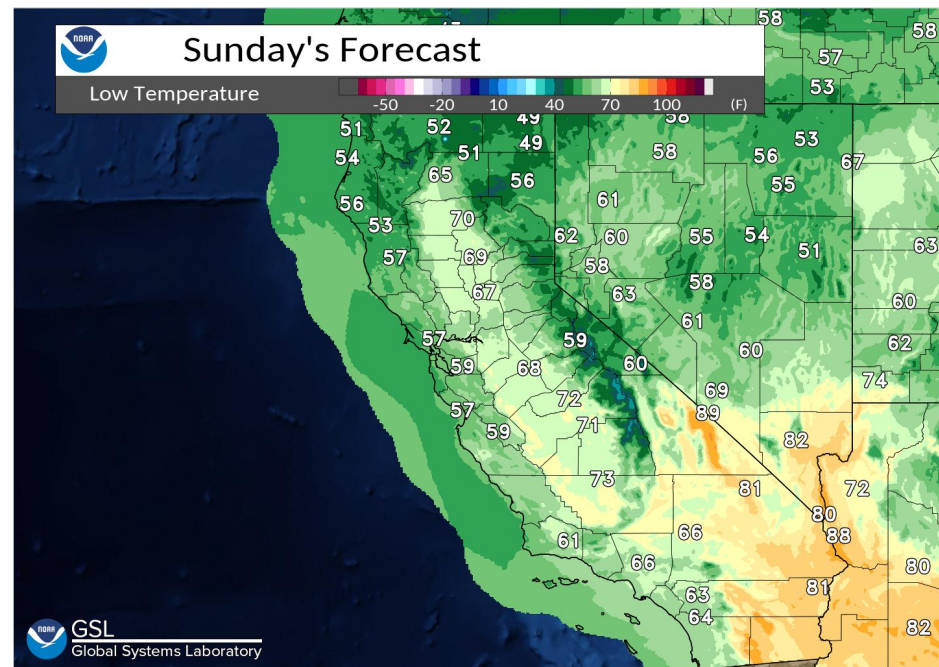 58
58
NOAA
Sunday's Forecast
57
53
Low Temperature
-50 -20 10 40 70 100 (F)
51 52 49 58 53
54 51 49 58 56 67
65 56 55
56 70 61
53 62 60 55 54 51 63
57 69 58
67 63 58 60
61
57 59 60 60 62
59 68 74
57 72 69
89
59 71 82
73 81 72
80
61 66 88
66 80
63 81
64
82
NOAA GSL
Global Systems Laboratory